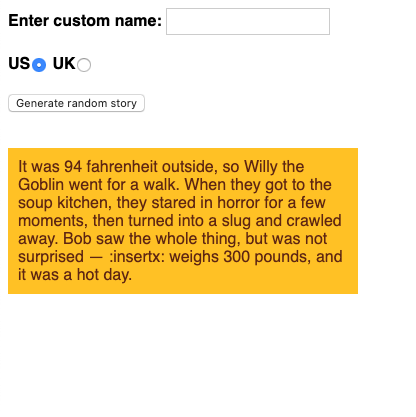 Enter custom name:
US UK
Generate random story
It was 94 fahrenheit outside, so Willy the
Goblin went for a walk. When they got to the
soup kitchen, they stared in horror for a few
moments, then turned into a slug and crawled
away. Bob saw the whole thing, but was not
surprised — :insertx: weighs 300 pounds, and
it was a hot day.